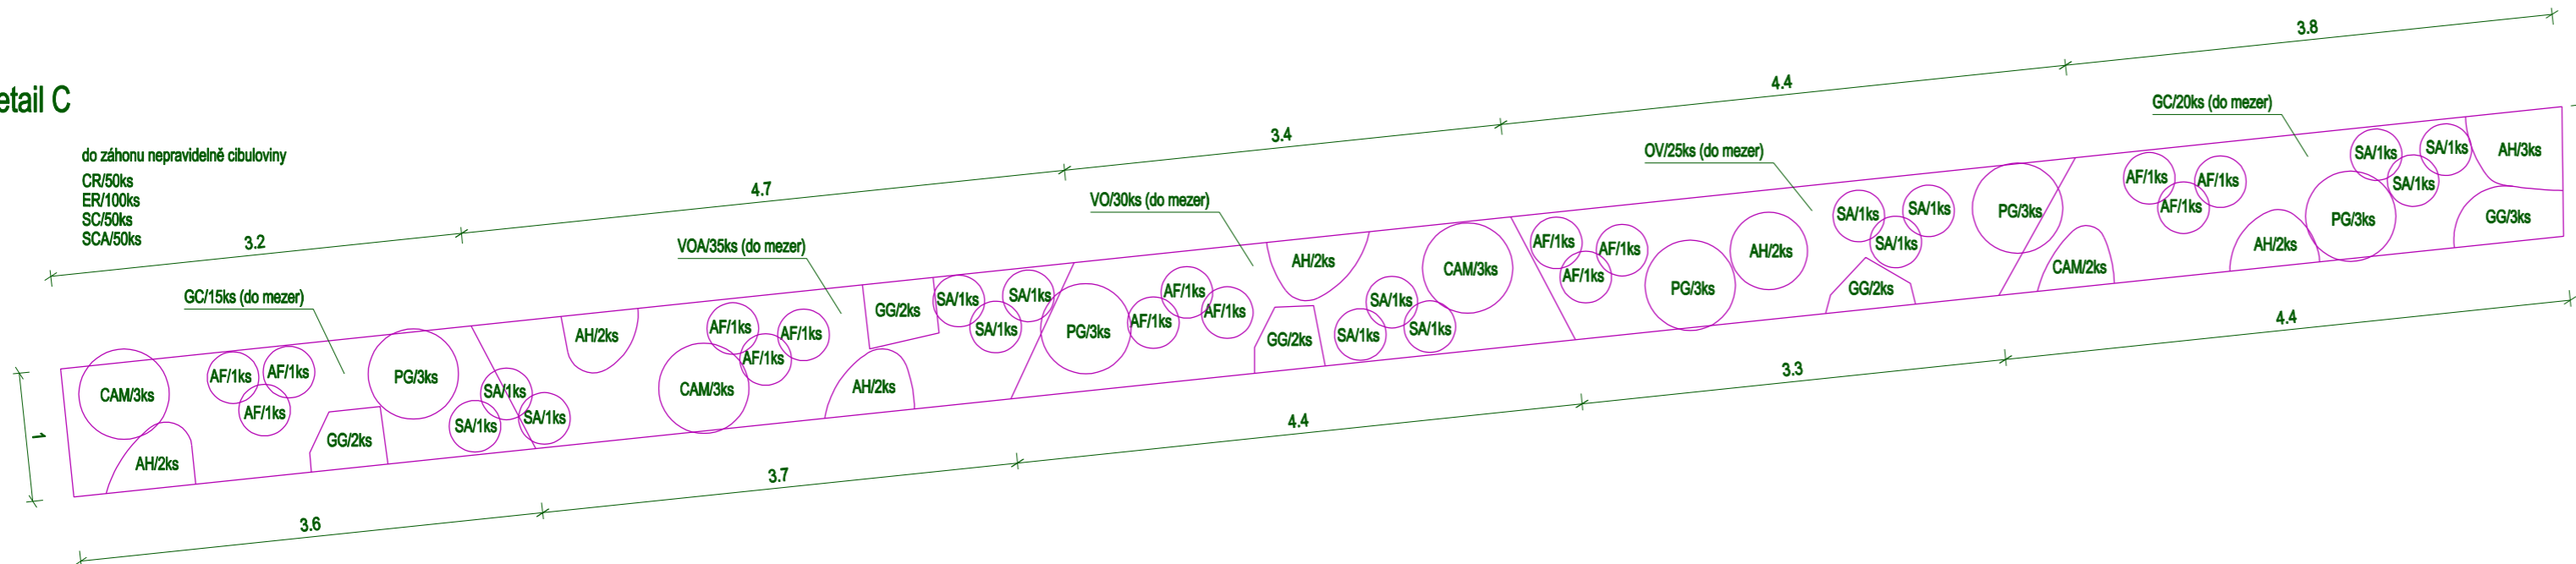 etail C
do záhonu nepravidelně cibuloviny
CR/50ks
ER/100ks
SC/50ks
SCA/50ks
3.2
4.7
3.4
4.4
3.8
GC/15ks (do mezer)
VOA/35ks (do mezer)
VO/30ks (do mezer)
OV/25ks (do mezer)
GC/20ks (do mezer)
CAM/3ks
AH/2ks
AF/1ks
AF/1ks
AF/1ks
GG/2ks
PG/3ks
SA/1ks
SA/1ks
SA/1ks
AH/2ks
CAM/3ks
AF/1ks
AF/1ks
AF/1ks
AH/2ks
GG/2ks
SA/1ks
SA/1ks
SA/1ks
PG/3ks
AF/1ks
AF/1ks
AF/1ks
GG/2ks
AH/2ks
SA/1ks
SA/1ks
SA/1ks
CAM/3ks
AF/1ks
AF/1ks
AF/1ks
PG/3ks
AH/2ks
SA/1ks
SA/1ks
SA/1ks
GG/2ks
PG/3ks
CAM/2ks
AF/1ks
AF/1ks
AF/1ks
AH/2ks
PG/3ks
SA/1ks
SA/1ks
SA/1ks
AH/3ks
GG/3ks
1
3.6
3.7
4.4
3.3
4.4